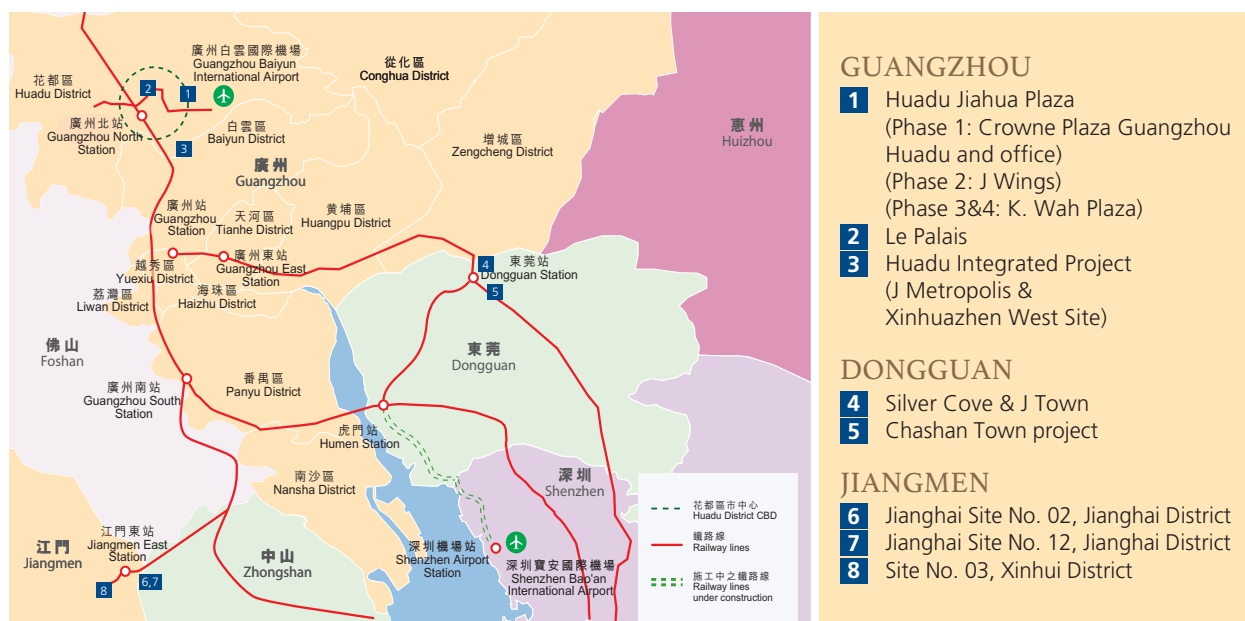 廣州白雲國際機場
Guangzhou Baiyun
International Airport
從化區
Conghua District
花都區
Huadu District
2
1
廣州北站
Guangzhou North
Station
3
白雲區
Baiyun District
增城區
Zengcheng District
惠州
Huizhou
廣州
Guangzhou
廣州站
Guangzhou
Station
天河區
Tianhe District
黄埔區
Huangpu District
越秀區
Yuexiu District
廣州東站
Guangzhou East
Station
4
東莞站
Dongguan Station
5
荔灣區
Liwan District
海珠區
Haizhu District
佛山
Foshan
東莞
Dongguan
廣州南站
Guangzhou South
Station
番禺區
Panyu District
虎門站
Humen Station
南沙區
Nansha District
深圳
Shenzhen
江門東站
Jiangmen East
Station
江門
Jiangmen
8
6,7
中山
Zhongshan
深圳機場站
Shenzhen Airport
Station
深圳寶安國際機場
Shenzhen Bao'an
International Airport
花都區市中心
Huadu District CBD
鐵路線
Railway lines
施工中之鐵路線
Railway lines
under construction
GUANGZHOU
1 Huadu Jiahua Plaza
(Phase 1: Crowne Plaza Guangzhou
Huadu and office)
(Phase 2: J Wings)
(Phase 3&4: K. Wah Plaza)
2 Le Palais
3 Huadu Integrated Project
(J Metropolis &
Xinhuazhen West Site)
DONGGUAN
4 Silver Cove & J Town
5 Chashan Town project
JIANGMEN
6 Jianghai Site No. 02, Jianghai District
7 Jianghai Site No. 12, Jianghai District
8 Site No. 03, Xinhui District